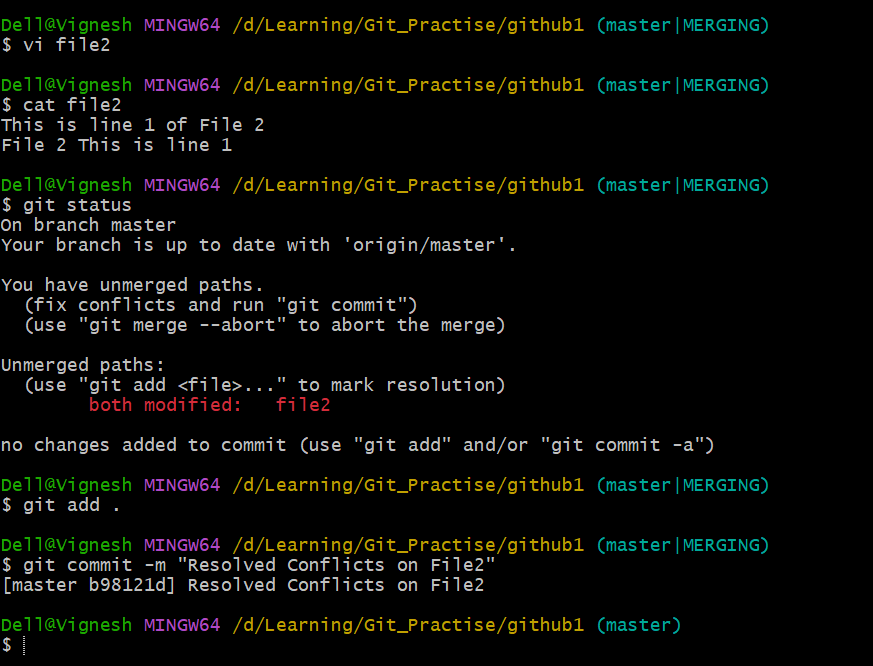 Dell@Vignesh MINGW64 /d/Learning/Git_Practise/github1 (master|MERGING)
$ vi file2
Dell@Vignesh MINGW64 /d/Learning/Git_Practise/github1 (master|MERGING)
$ cat file2
This is line 1 of File 2
File 2 This is line 1
Dell@Vignesh MINGW64 /d/Learning/Git_Practise/github1 (master|MERGING)
$ git status
On branch master
Your branch is up to date with 'origin/master'.
You have unmerged paths.
  (fix conflicts and run "git commit")
  (use "git merge --abort" to abort the merge)
Unmerged paths:
  (use "git add <file>..." to mark resolution)
        both modified:   file2
no changes added to commit (use "git add" and/or "git commit -a")
Dell@Vignesh MINGW64 /d/Learning/Git_Practise/github1 (master|MERGING)
$ git add .
Dell@Vignesh MINGW64 /d/Learning/Git_Practise/github1 (master|MERGING)
$ git commit -m "Resolved Conflicts on File2"
[master b98121d] Resolved Conflicts on File2
Dell@Vignesh MINGW64 /d/Learning/Git_Practise/github1 (master)
$